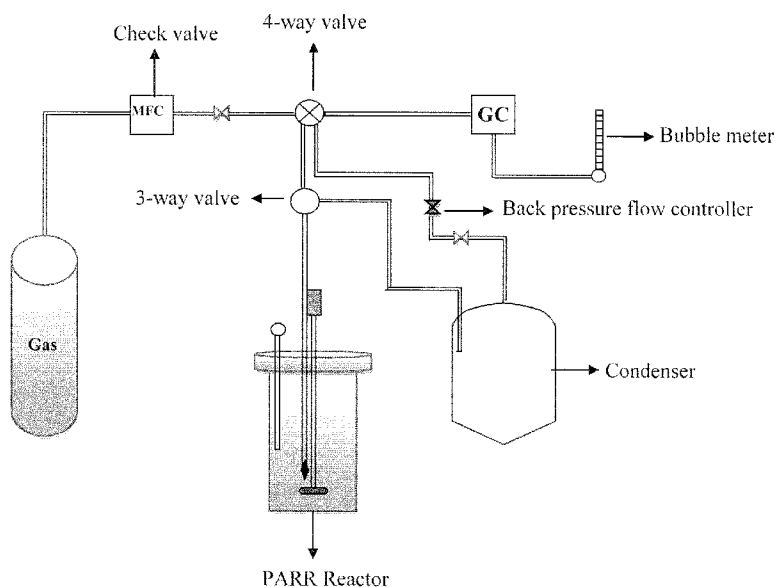 4-way valve
Check valve
MFC
GC
Bubble meter
3-way valve
Back pressure flow controller
Gas
Condenser
PARR Reactor